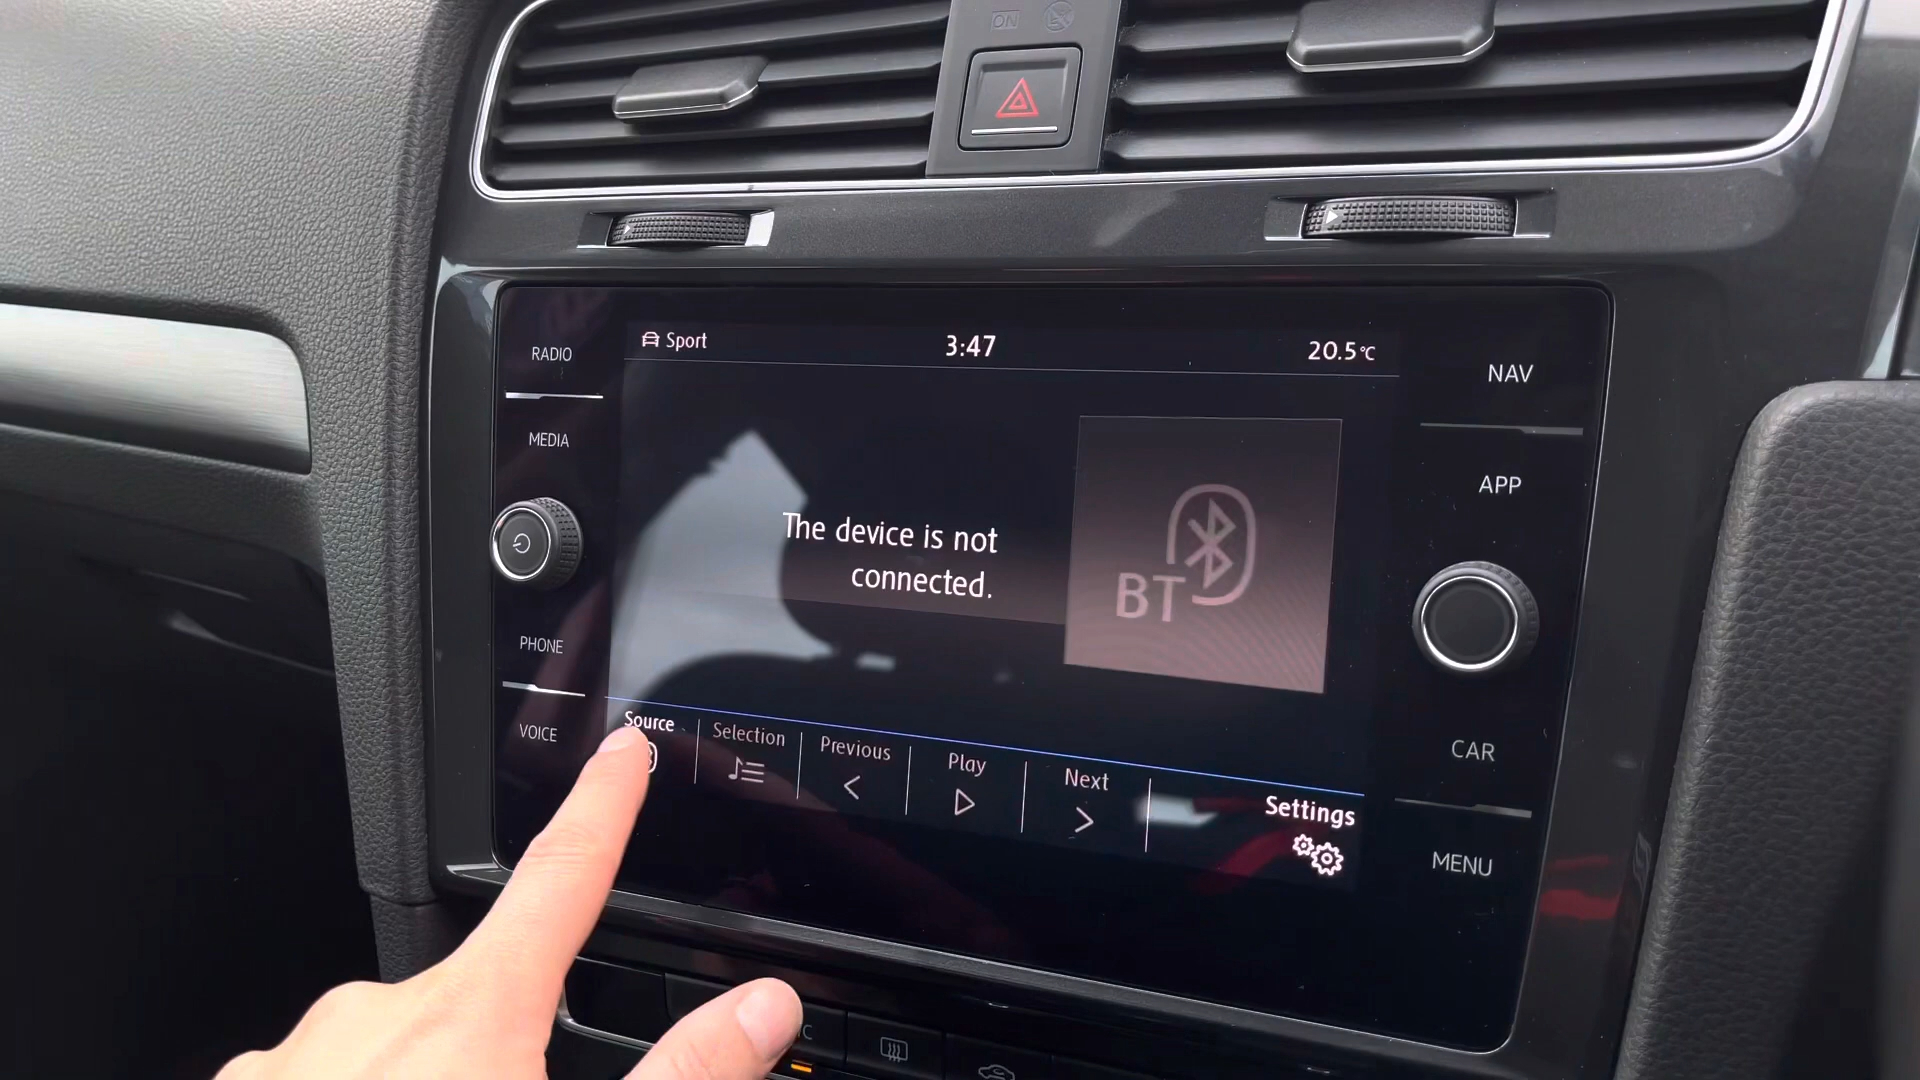 ON
RADIO
MEDIA
PHONE
VOICE
Sport
3:47
20.5°C
The device is not
connected.
BT
Source
Selection
Previous
Play
Next
Settings
NAV
APP
CAR
MENU